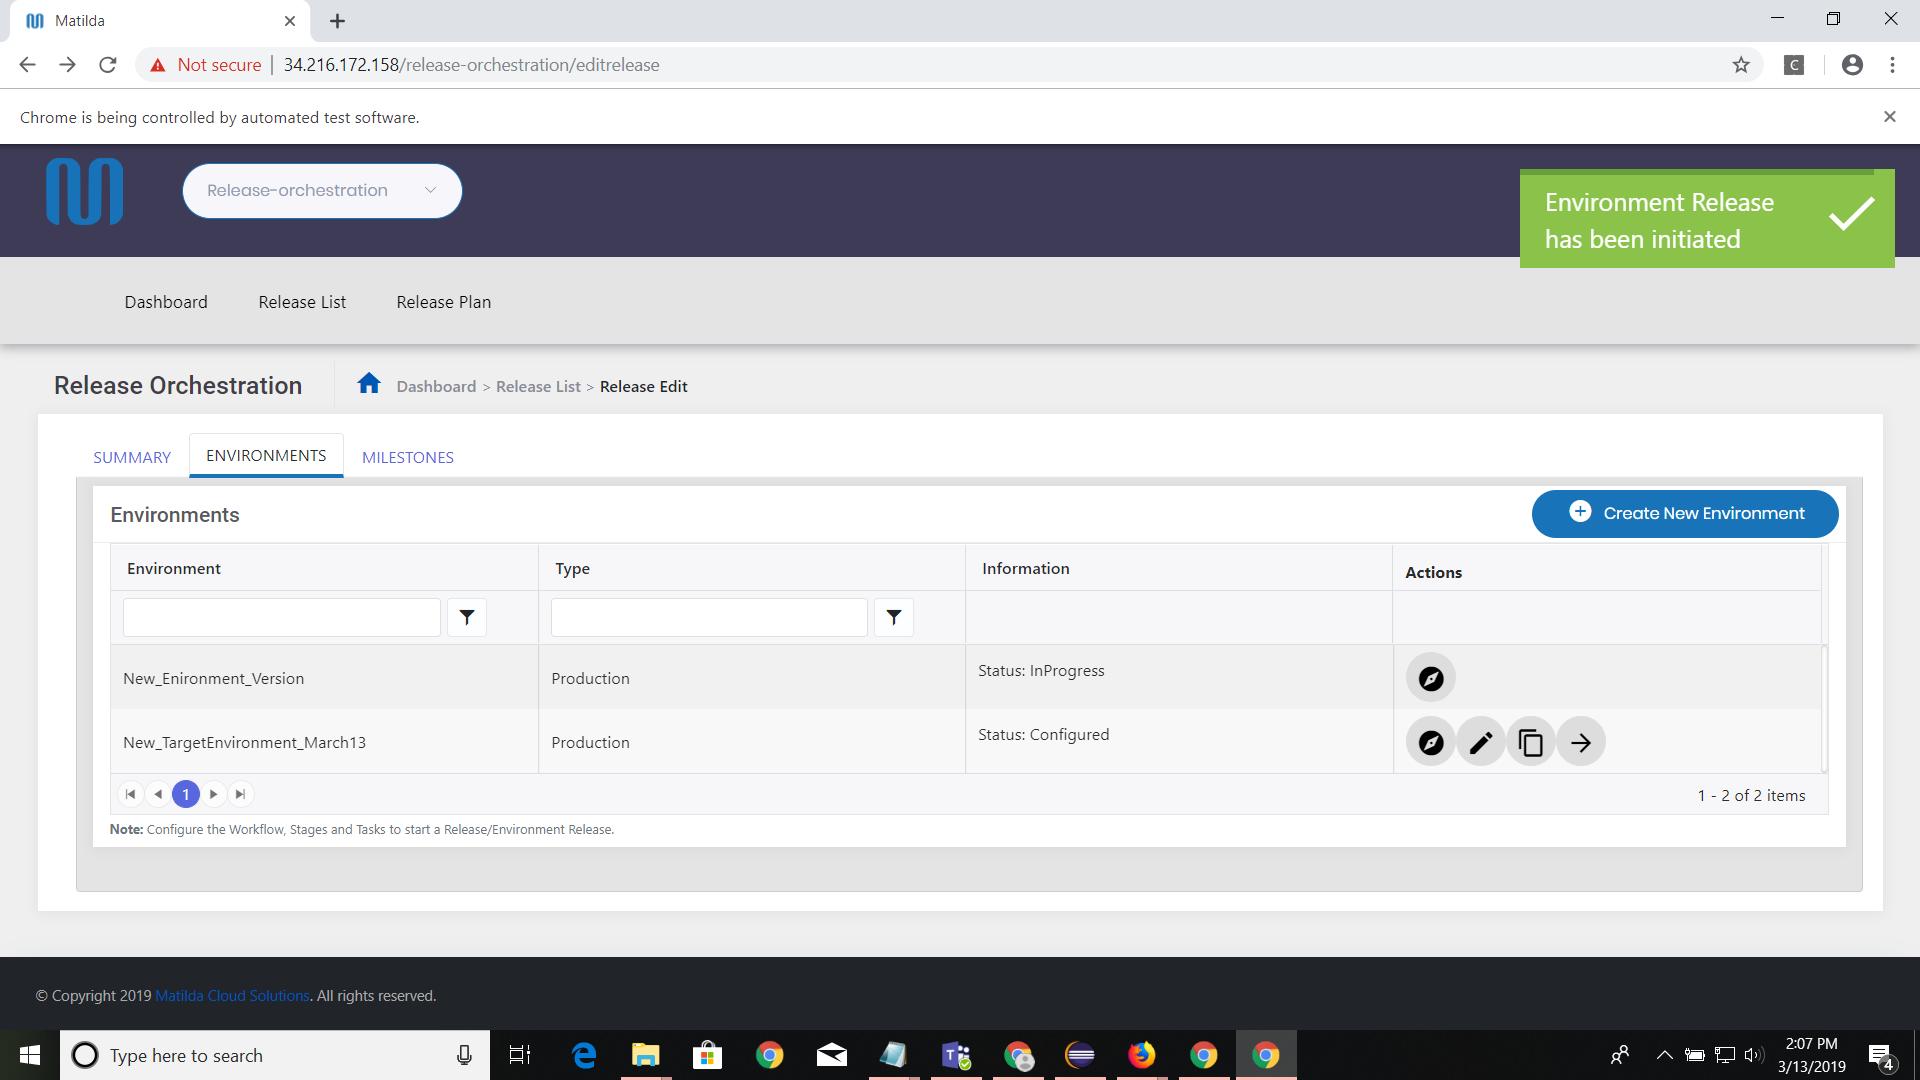 Matilda
Not secure
34.216.172.158/release-orchestration/editrelease
C
Chrome is being controlled by automated test software.
Release-orchestration
Environment Release
has been initiated
Dashboard
Release List
Release Plan
Release Orchestration
Dashboard > Release List > Release Edit
SUMMARY
ENVIRONMENTS
MILESTONES
Environments
Create New Environment
Environment
Type
Information
Actions
New_Enironment_Version
Production
Status: InProgress
New_TargetEnvironment_March13
Production
Status: Configured
1
1 - 2 of 2 items
Note: Configure the Workflow, Stages and Tasks to start a Release/Environment Release.
© Copyright 2019 Matilda Cloud Solutions. All rights reserved.
Type here to search
2:07 PM
3/13/2019
4